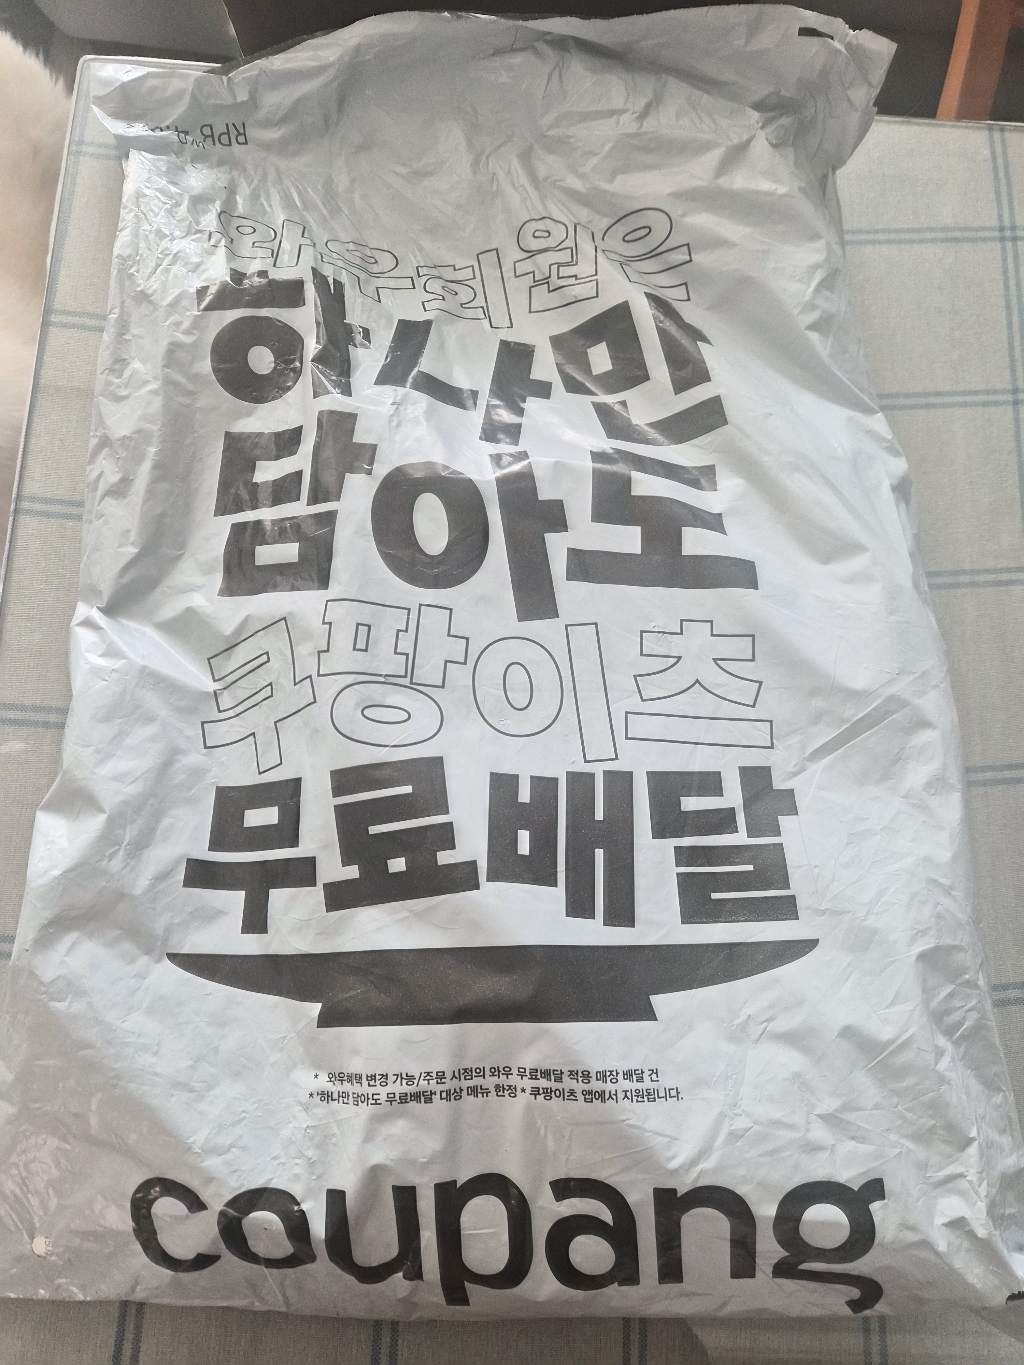 RPB
와우회원은
하나만
담아도
쿠팡이츠
무료배달
* 와우혜택 변경 가능/주문 시점의 와우 무료배달 적용 매장 배달 건
* '하나만 담아도 무료배달' 대상 메뉴 한정 * 쿠팡이츠 앱에서 지원됩니다.
coupang